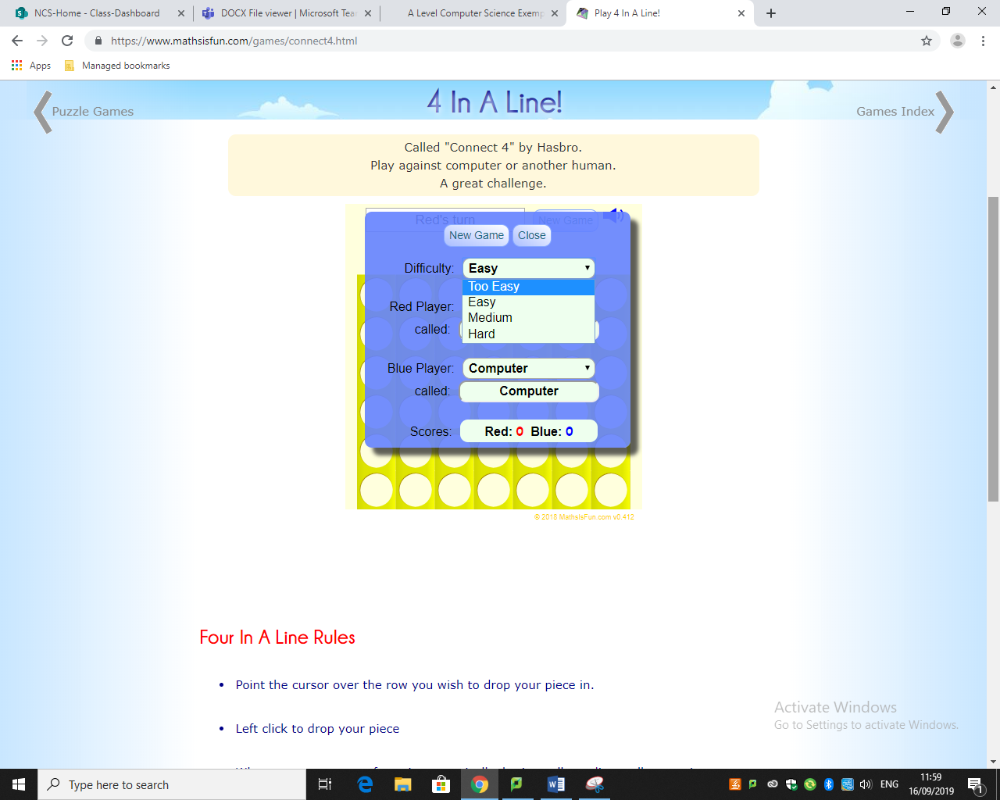 NCS-Home - Class-Dashboard
DOCX File viewer | Microsoft Tea
A Level Computer Science Exemp
Play 4 In A Line!
https://www.mathsisfun.com/games/connect4.html
Apps
Managed bookmarks
Puzzle Games
4 In A Line!
Games Index
Called "Connect 4" by Hasbro.
Play against computer or another human.
A great challenge.
Red's turn
New Game
New Game
Close
Difficulty:
Easy
Too Easy
Easy
Medium
Hard
Red Player:
called:
Blue Player:
Computer
called:
Computer
Scores:
Red: 0 Blue: 0
© 2018 MathsIsFun.com v0.412
Four In A Line Rules
• Point the cursor over the row you wish to drop your piece in.
• Left click to drop your piece
Activate Windows
Go to Settings to activate Windows.
Type here to search
ENG
11:59
16/09/2019
1